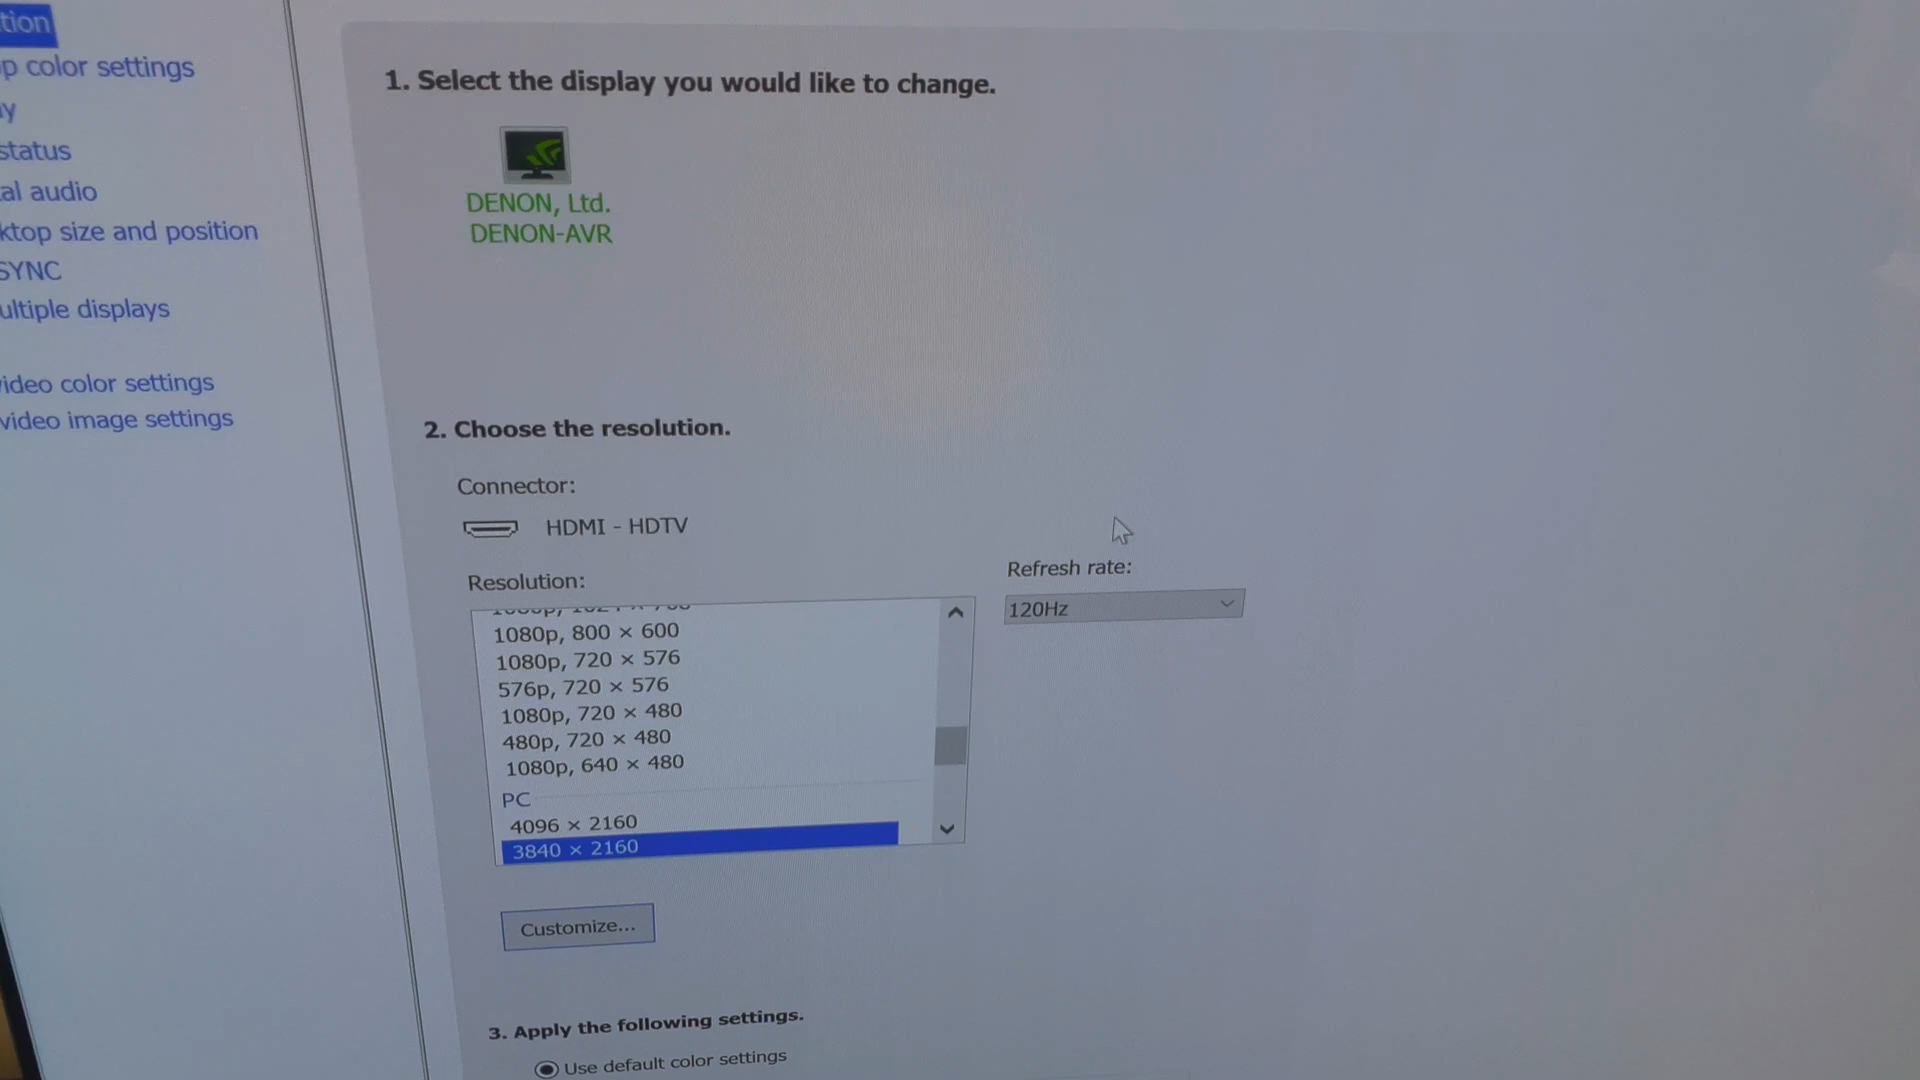 tion
p color settings
y
status
al audio
ktop size and position
SYNC
ultiple displays
video color settings
video image settings
1. Select the display you would like to change.
DENON, Ltd.
DENON-AVR
2. Choose the resolution.
Connector:
HDMI - HDTV
Resolution:
Refresh rate:
120Hz
1080p, 800 × 600
1080p, 720 × 576
576p, 720 × 576
1080p, 720 × 480
480p, 720 × 480
1080p, 640 × 480
PC
4096 × 2160
3840 × 2160
Customize...
3. Apply the following settings.
Use default color settings